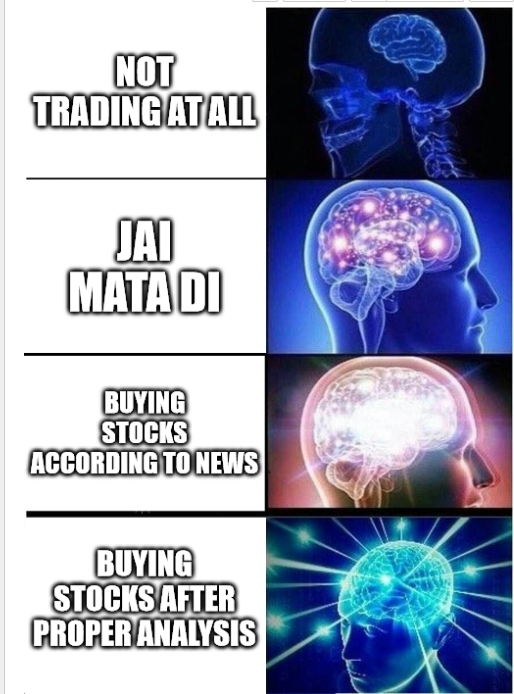 NOT
TRADING AT ALL
JAI
MATA DI
BUYING
STOCKS
ACCORDING TO NEWS
BUYING
STOCKS AFTER
PROPER ANALYSIS